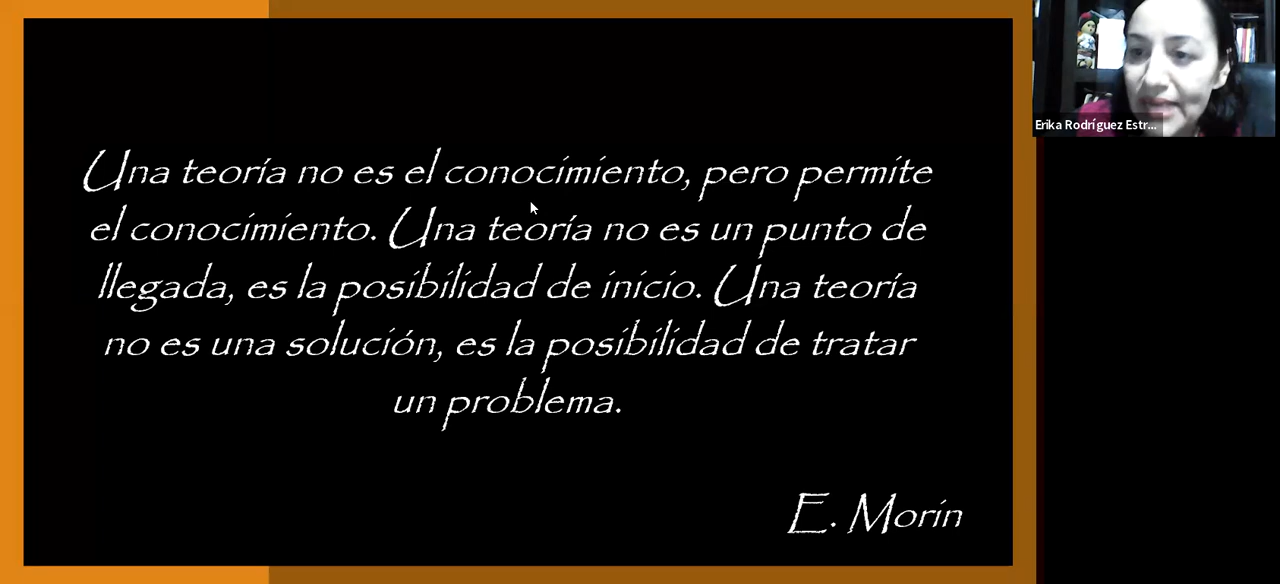 Una teoría no es el conocimiento, pero permite
el conocimiento. Una teoría no es un punto de
llegada, es la posibilidad de inicio. Una teoría
no es una solución, es la posibilidad de tratar
un problema.
E. Morin
Erika Rodríguez Estr...